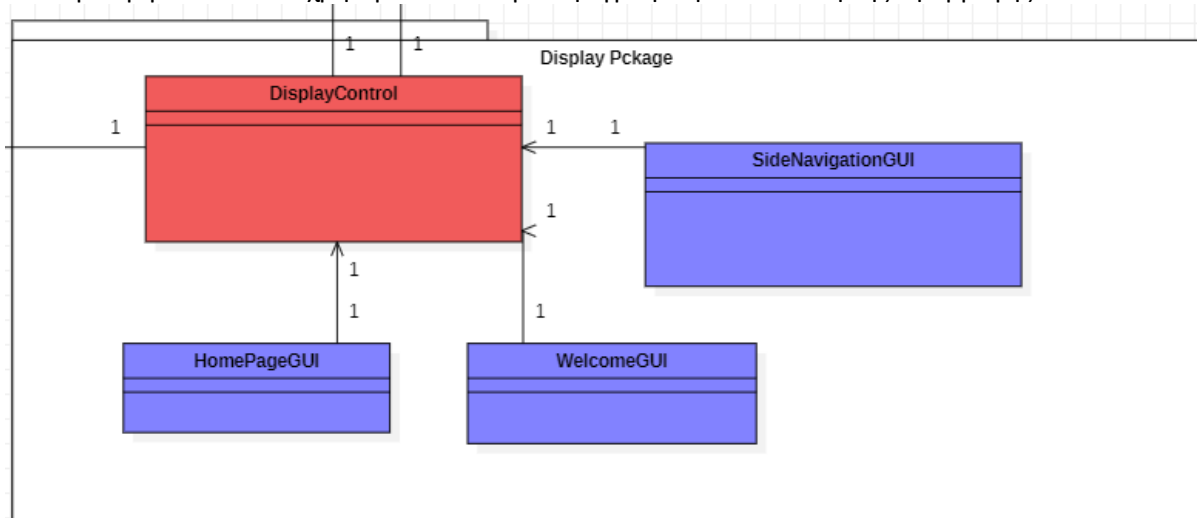 1 1
Display Pckage
DisplayControl
1
1 1
SideNavigationGUI
1
1
1 1
HomePageGUI
WelcomeGUI